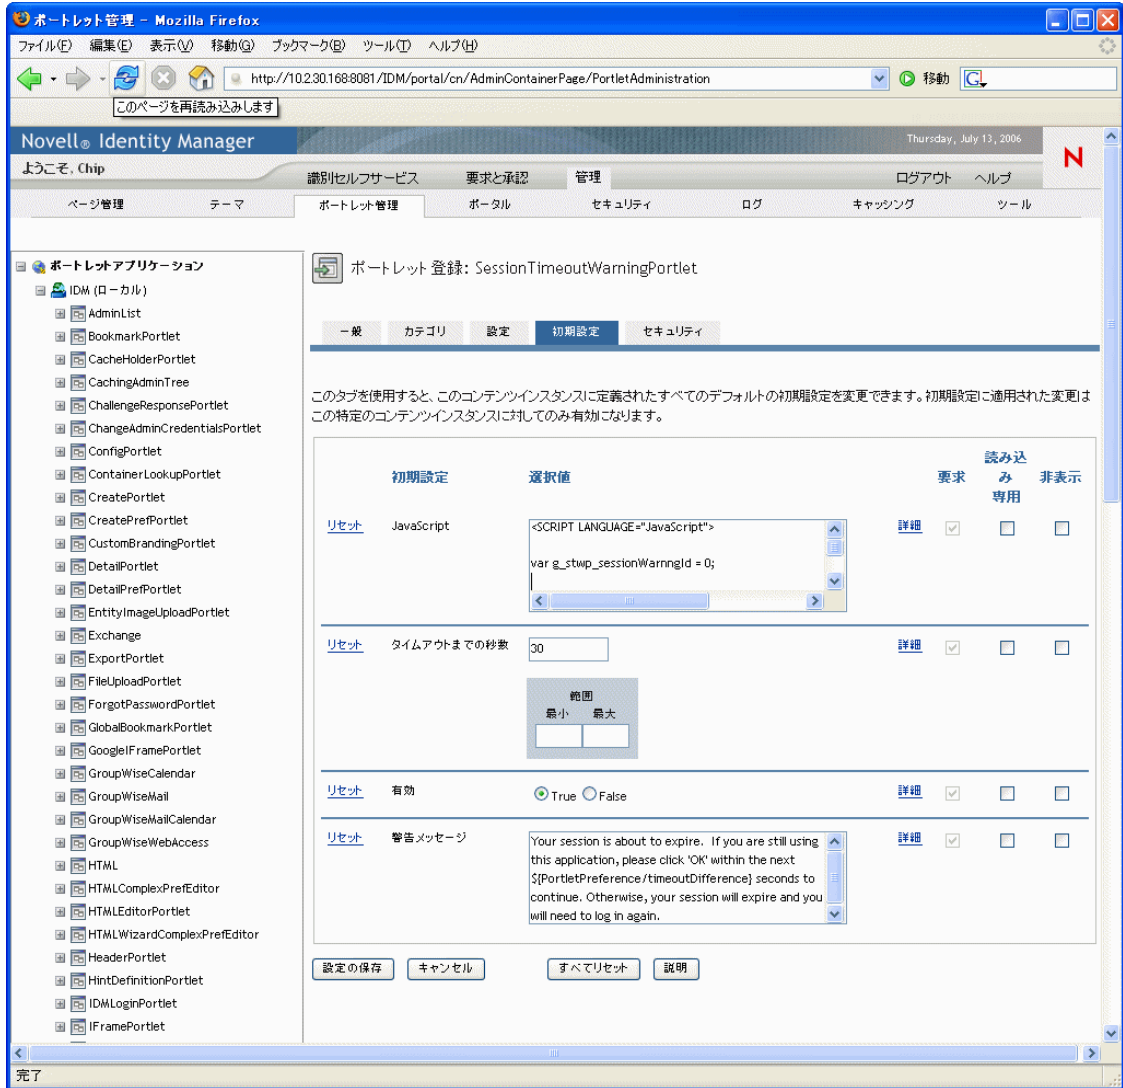 ポートレット管理 - Mozilla Firefox
ファイル(F) 編集(E) 表示(V) 移動(G) ブックマーク(B) ツール(T) ヘルプ(H)
http://10.2.30.168:8081/IDM/portal/cn/AdminContainerPage/PortletAdministration
移動
G
このページを再読み込みします
Novell® Identity Manager
Thursday, July 13, 2006
N
ようこそ, Chip
識別セルフサービス 要求と承認 管理 ログアウト ヘルプ
ページ管理 テーマ ポートレット管理 ポータル セキュリティ ログ キャッシング ツール
ポートレットアプリケーション
IDM (ローカル)
AdminList
BookmarkPortlet
CacheHolderPortlet
CachingAdminTree
ChallengeResponsePortlet
ChangeAdminCredentialsPortlet
ConfigPortlet
ContainerLookupPortlet
CreatePortlet
CreatePrefPortlet
CustomBrandingPortlet
DetailPortlet
DetailPrefPortlet
EntityImageUploadPortlet
Exchange
ExportPortlet
FileUploadPortlet
ForgotPasswordPortlet
GlobalBookmarkPortlet
GoogleIFramePortlet
GroupWiseCalendar
GroupWiseMail
GroupWiseMailCalendar
GroupWiseWebAccess
HTML
HTMLComplexPrefEditor
HTMLEditorPortlet
HTMLWizardComplexPrefEditor
HeaderPortlet
HintDefinitionPortlet
IDMLoginPortlet
IFramePortlet
ポートレット登録: SessionTimeoutWarningPortlet
一般 カテゴリ 設定 初期設定 セキュリティ
このタブを使用すると、このコンテンツインスタンスに定義されたすべてのデフォルトの初期設定を変更できます。初期設定に適用された変更は
この特定のコンテンツインスタンスに対してのみ有効になります。
初期設定 選択値 要求 読み込
み
専用 非表示
リセット JavaScript <SCRIPT LANGUAGE="JavaScript"> 詳細
var g_stwp_sessionWarnngId = 0;
リセット タイムアウトまでの秒数 30 詳細
範囲
最小 最大
リセット 有効 True False 詳細
リセット 警告メッセージ Your session is about to expire. If you are still using 詳細
this application, please click 'OK' within the next
${PortletPreference/timeoutDifference} seconds to
continue. Otherwise, your session will expire and you
will need to log in again.
設定の保存 キャンセル すべてリセット 説明
完了